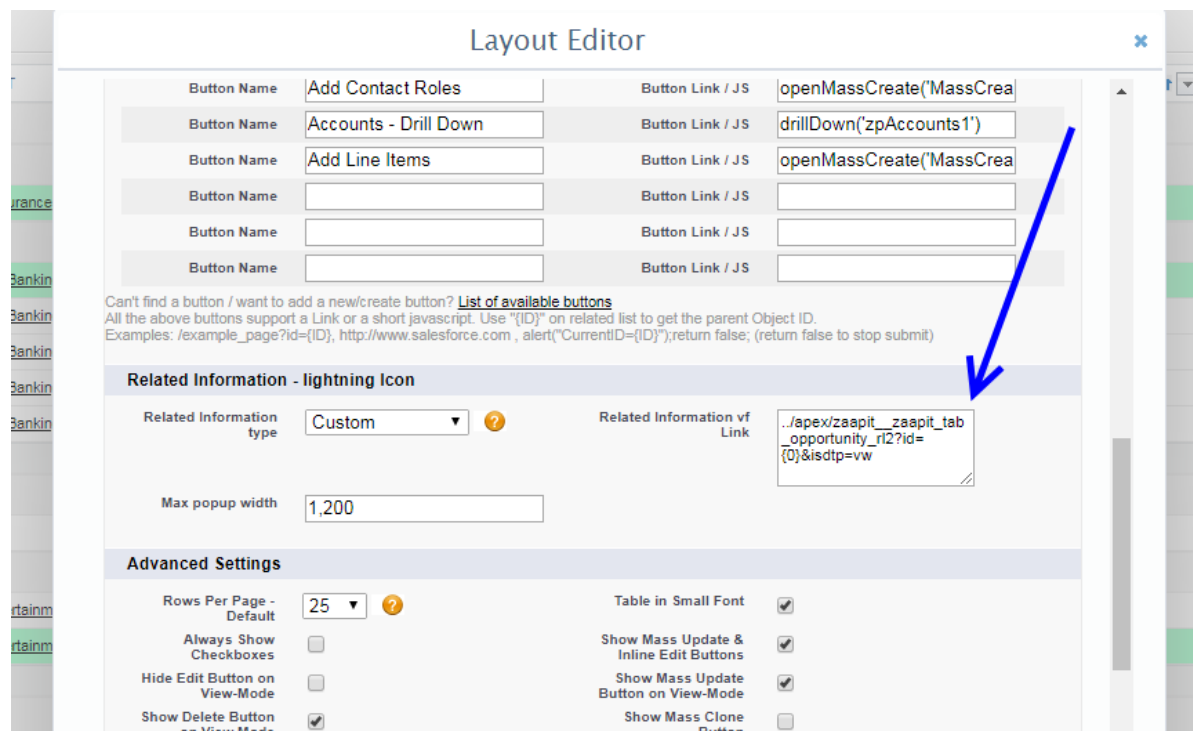 Layout Editor
Button Name Add Contact Roles Button Link / JS openMassCreate('MassCrea
Button Name Accounts - Drill Down Button Link / JS drillDown('zpAccounts1')
Button Name Add Line Items Button Link / JS openMassCreate('MassCrea
Button Name Button Link / JS
Button Name Button Link / JS
Button Name Button Link / JS
Can't find a button / want to add a new/create button? List of available buttons
All the above buttons support a Link or a short javascript. Use "{ID}" on related list to get the parent Object ID.
Examples: /example_page?id={ID}, http://www.salesforce.com , alert("CurrentID={ID}");return false; (return false to stop submit)
Related Information - lightning Icon
Related Information type Custom ? Related Information vf Link
../apex/zaapit__zaapit_tab
_opportunity_rl2?id=
{0}&isdtp=vw
Max popup width 1,200
Advanced Settings
Rows Per Page - Default 25 ? Table in Small Font
Always Show Checkboxes Show Mass Update & Inline Edit Buttons
Hide Edit Button on View-Mode Show Mass Update Button on View-Mode
Show Delete Button on View Mode Show Mass Clone Button
urance
Bankin
Bankin
Bankin
Bankin
Bankin
rtainm
rtainm